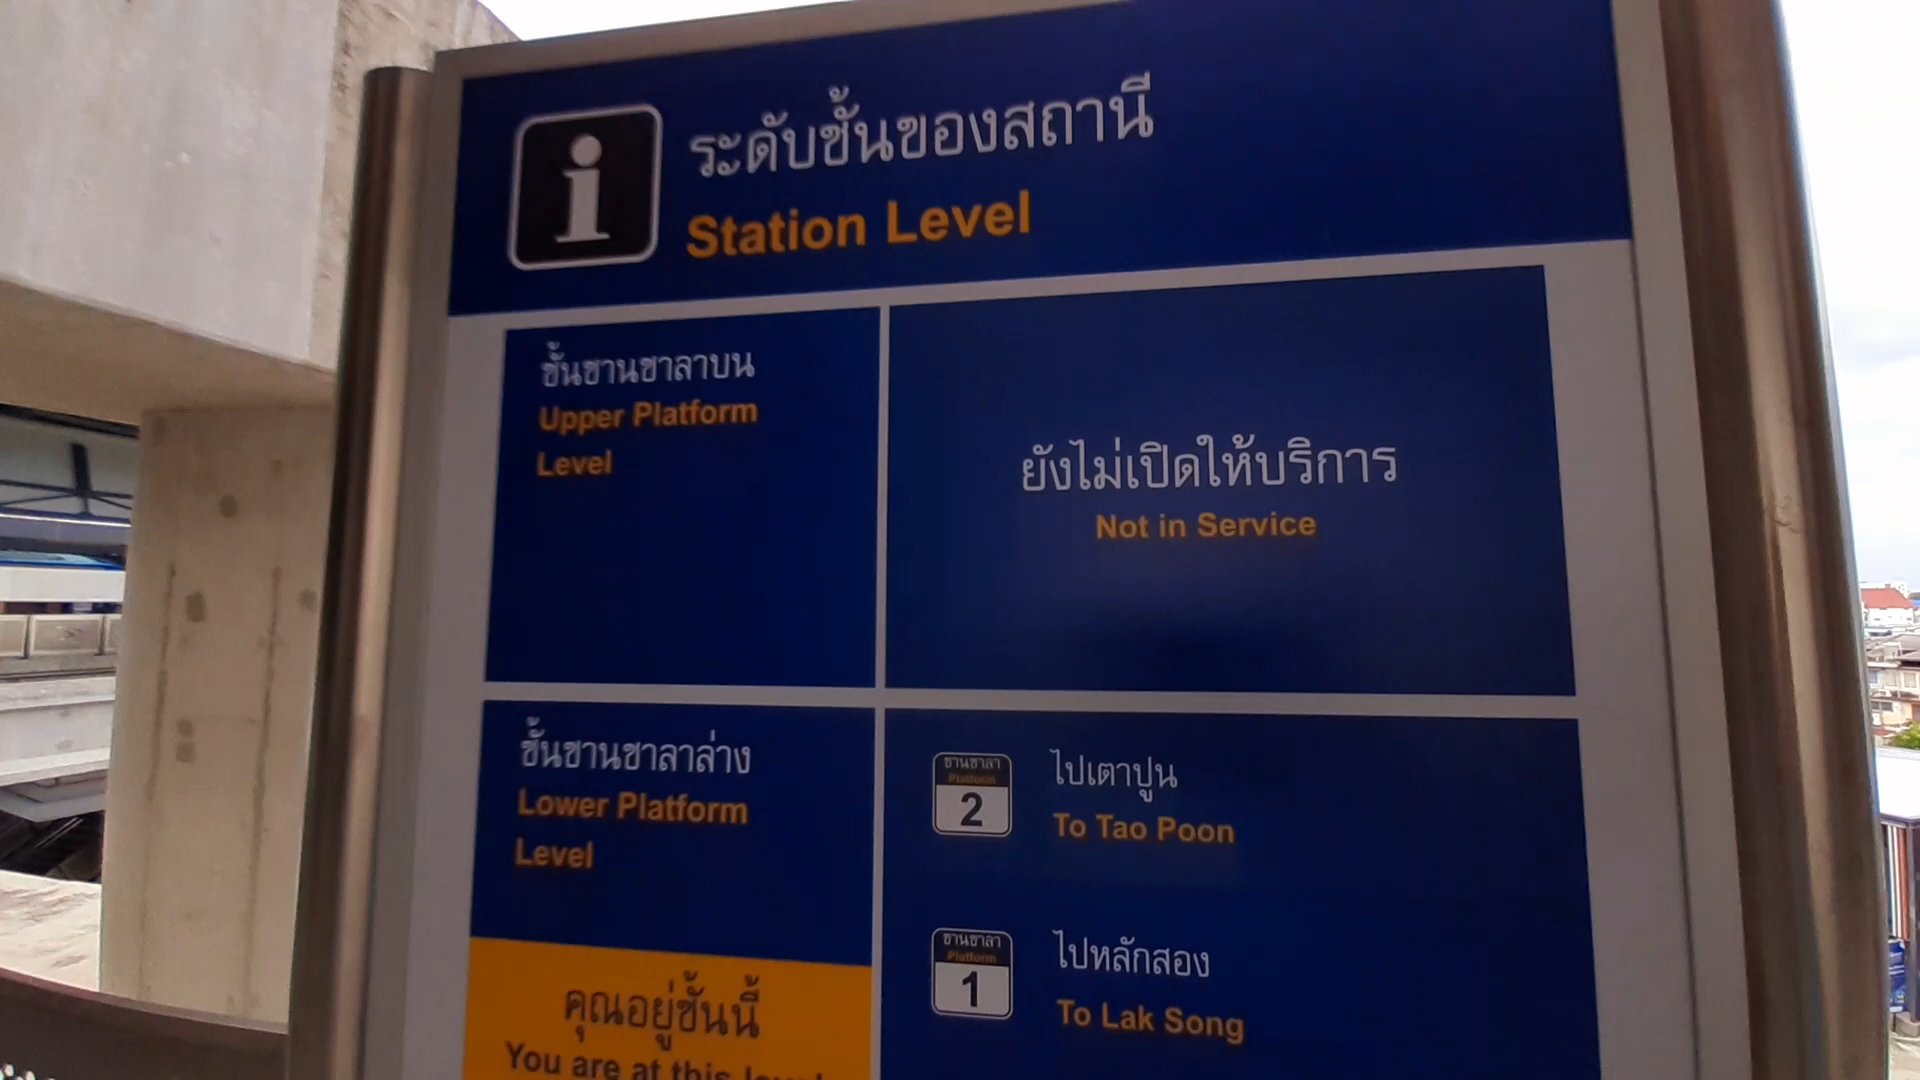 i
ระดับชั้นของสถานี
Station Level
ชั้นชานชาลาบน
Upper Platform
Level
ยังไม่เปิดให้บริการ
Not in Service
ชั้นชานชาลาล่าง
Lower Platform
Level
ชานชาลา
Platform
2
ไปเตาปูน
To Tao Poon
ชานชาลา
Platform
1
ไปหลักสอง
To Lak Song
คุณอยู่ชั้นนี้
You are at this level